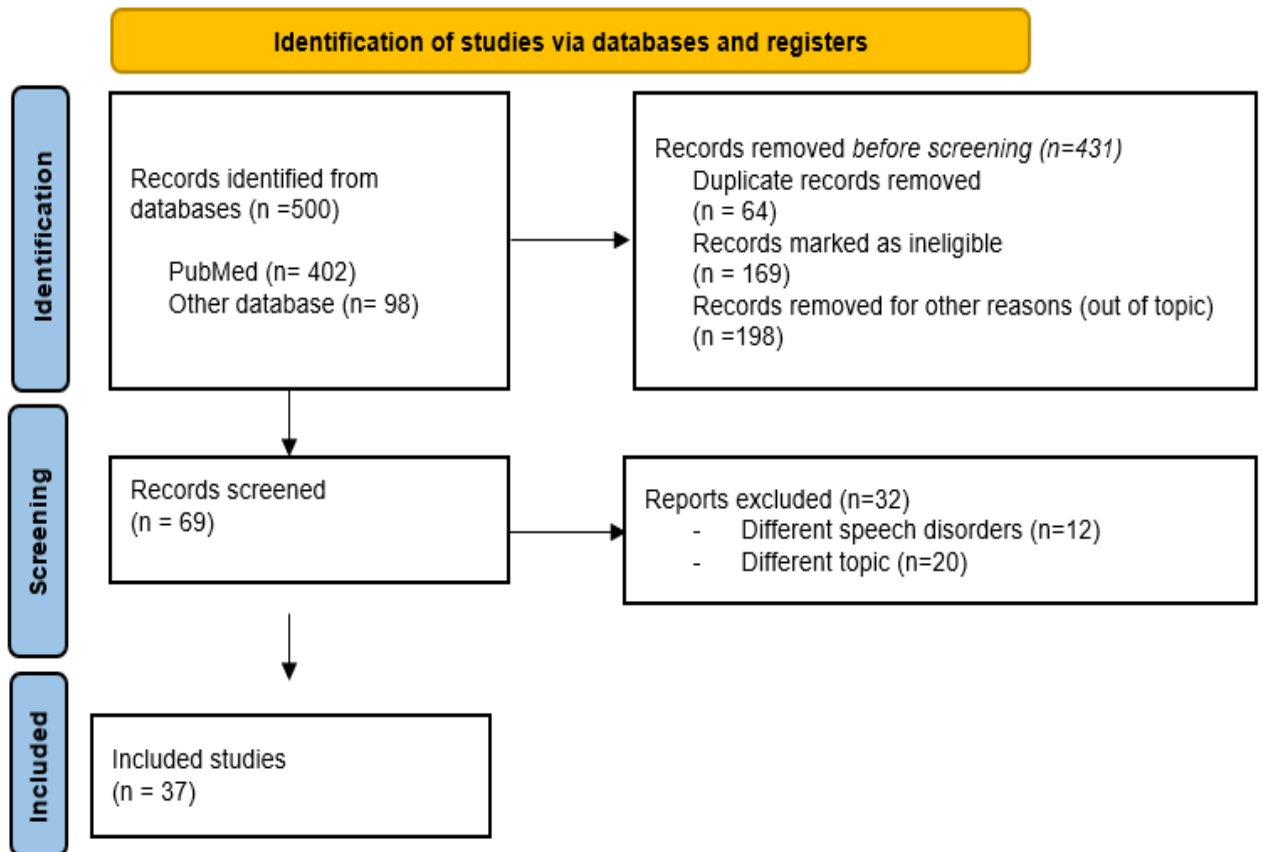 Identification of studies via databases and registers
Identification
Records identified from
databases (n =500)
PubMed (n= 402)
Other database (n= 98)
Records removed before screening (n=431)
Duplicate records removed
(n = 64)
Records marked as ineligible
(n = 169)
Records removed for other reasons (out of topic)
(n =198)
Screening
Records screened
(n = 69)
Reports excluded (n=32)
- Different speech disorders (n=12)
- Different topic (n=20)
Included
Included studies
(n = 37)